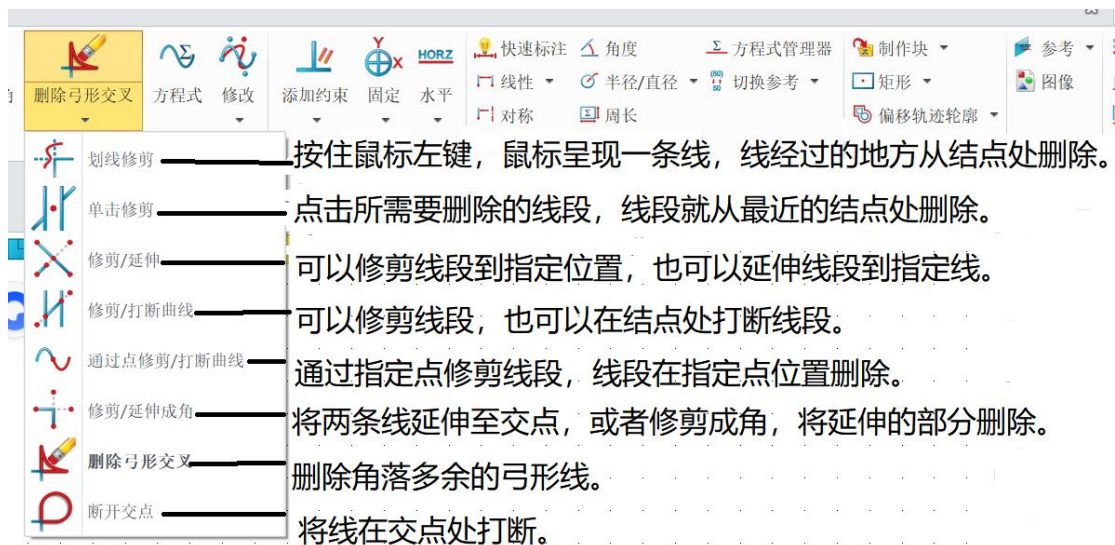 删除弓形交叉 方程式 修改 添加约束 固定 水平
Y X HORZ
快速标注 角度 方程式管理器 制作块 参考
线性 半径/直径 切换参考 矩形 图像
对称 周长 偏移轨迹轮廓
划线修剪 按住鼠标左键，鼠标呈现一条线，线经过的地方从结点处删除。
单击修剪 点击所需要删除的线段，线段就从最近的结点处删除。
修剪/延伸 可以修剪线段到指定位置，也可以延伸线段到指定线。
修剪/打断曲线 可以修剪线段，也可以在结点处打断线段。
通过点修剪/打断曲线 通过指定点修剪线段，线段在指定点位置删除。
修剪/延伸成角 将两条线延伸至交点，或者修剪成角，将延伸的部分删除。
删除弓形交叉 删除角落多余的弓形线。
断开交点 将线在交点处打断。